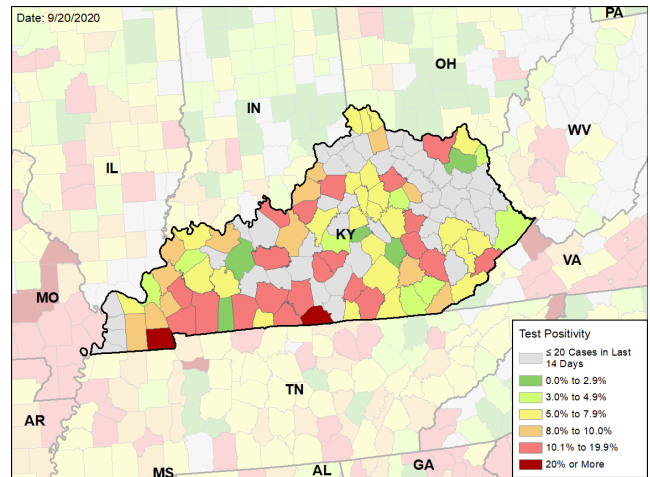 Date: 9/20/2020
PA
OH
IN
WV
IL
KY
VA
MO
TN
AR
MS
AL
GA
Test Positivity
≤ 20 Cases in Last
14 Days
0.0% to 2.9%
3.0% to 4.9%
5.0% to 7.9%
8.0% to 10.0%
10.1% to 19.9%
20% or More